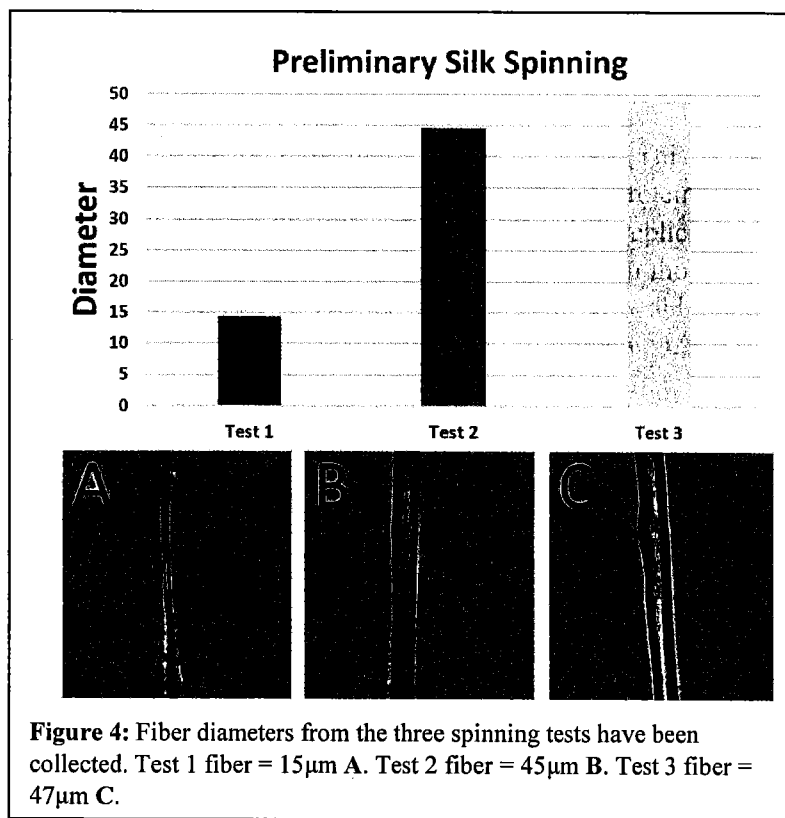 Preliminary Silk Spinning
Diameter
50
45
40
35
30
25
20
15
10
5
0
Test 1
Test 2
Test 3
A
B
C
Figure 4: Fiber diameters from the three spinning tests have been
collected. Test 1 fiber = 15µm A. Test 2 fiber = 45µm B. Test 3 fiber =
47µm C.